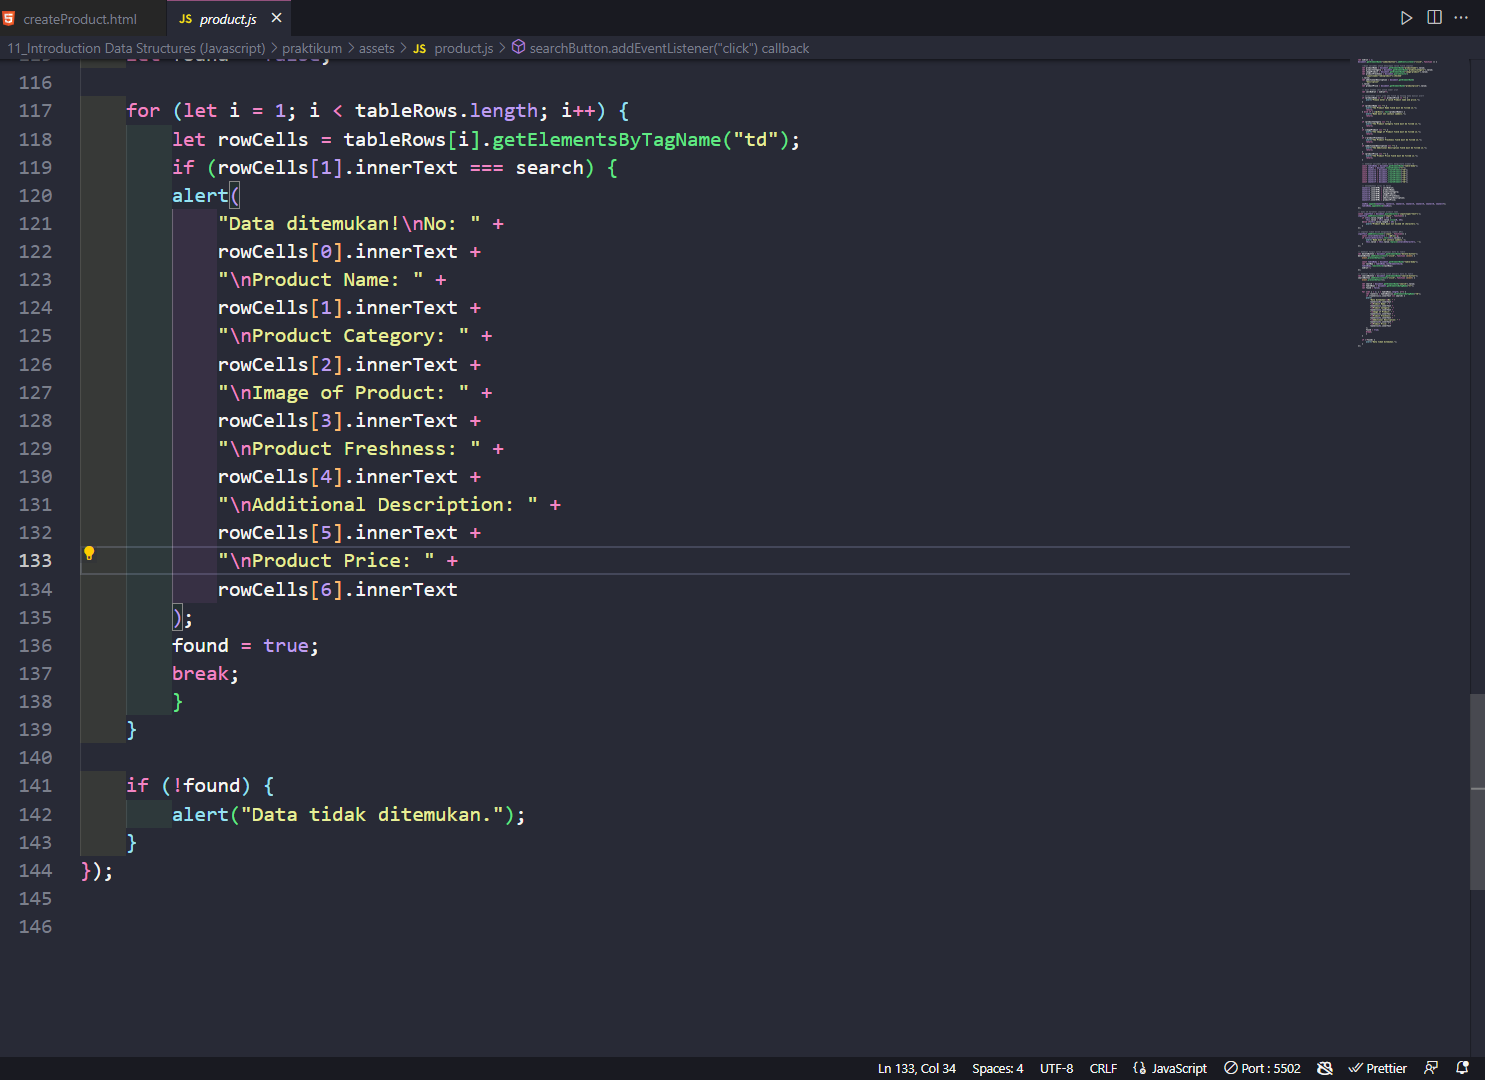 createProduct.html
JS product.js ✕
11_Introduction Data Structures (Javascript) > praktikum > assets > JS product.js > searchButton.addEventListener("click") callback
116
117 for (let i = 1; i < tableRows.length; i++) {
118 let rowCells = tableRows[i].getElementsByTagName("td");
119 if (rowCells[1].innerText === search) {
120 alert(
121 "Data ditemukan!\nNo: " +
122 rowCells[0].innerText +
123 "\nProduct Name: " +
124 rowCells[1].innerText +
125 "\nProduct Category: " +
126 rowCells[2].innerText +
127 "\nImage of Product: " +
128 rowCells[3].innerText +
129 "\nProduct Freshness: " +
130 rowCells[4].innerText +
131 "\nAdditional Description: " +
132 rowCells[5].innerText +
133 "\nProduct Price: " +
134 rowCells[6].innerText
135 );
136 found = true;
137 break;
138 }
139 }
140
141 if (!found) {
142 alert("Data tidak ditemukan.");
143 }
144 });
145
146
Ln 133, Col 34 Spaces: 4 UTF-8 CRLF JavaScript Port : 5502 Prettier